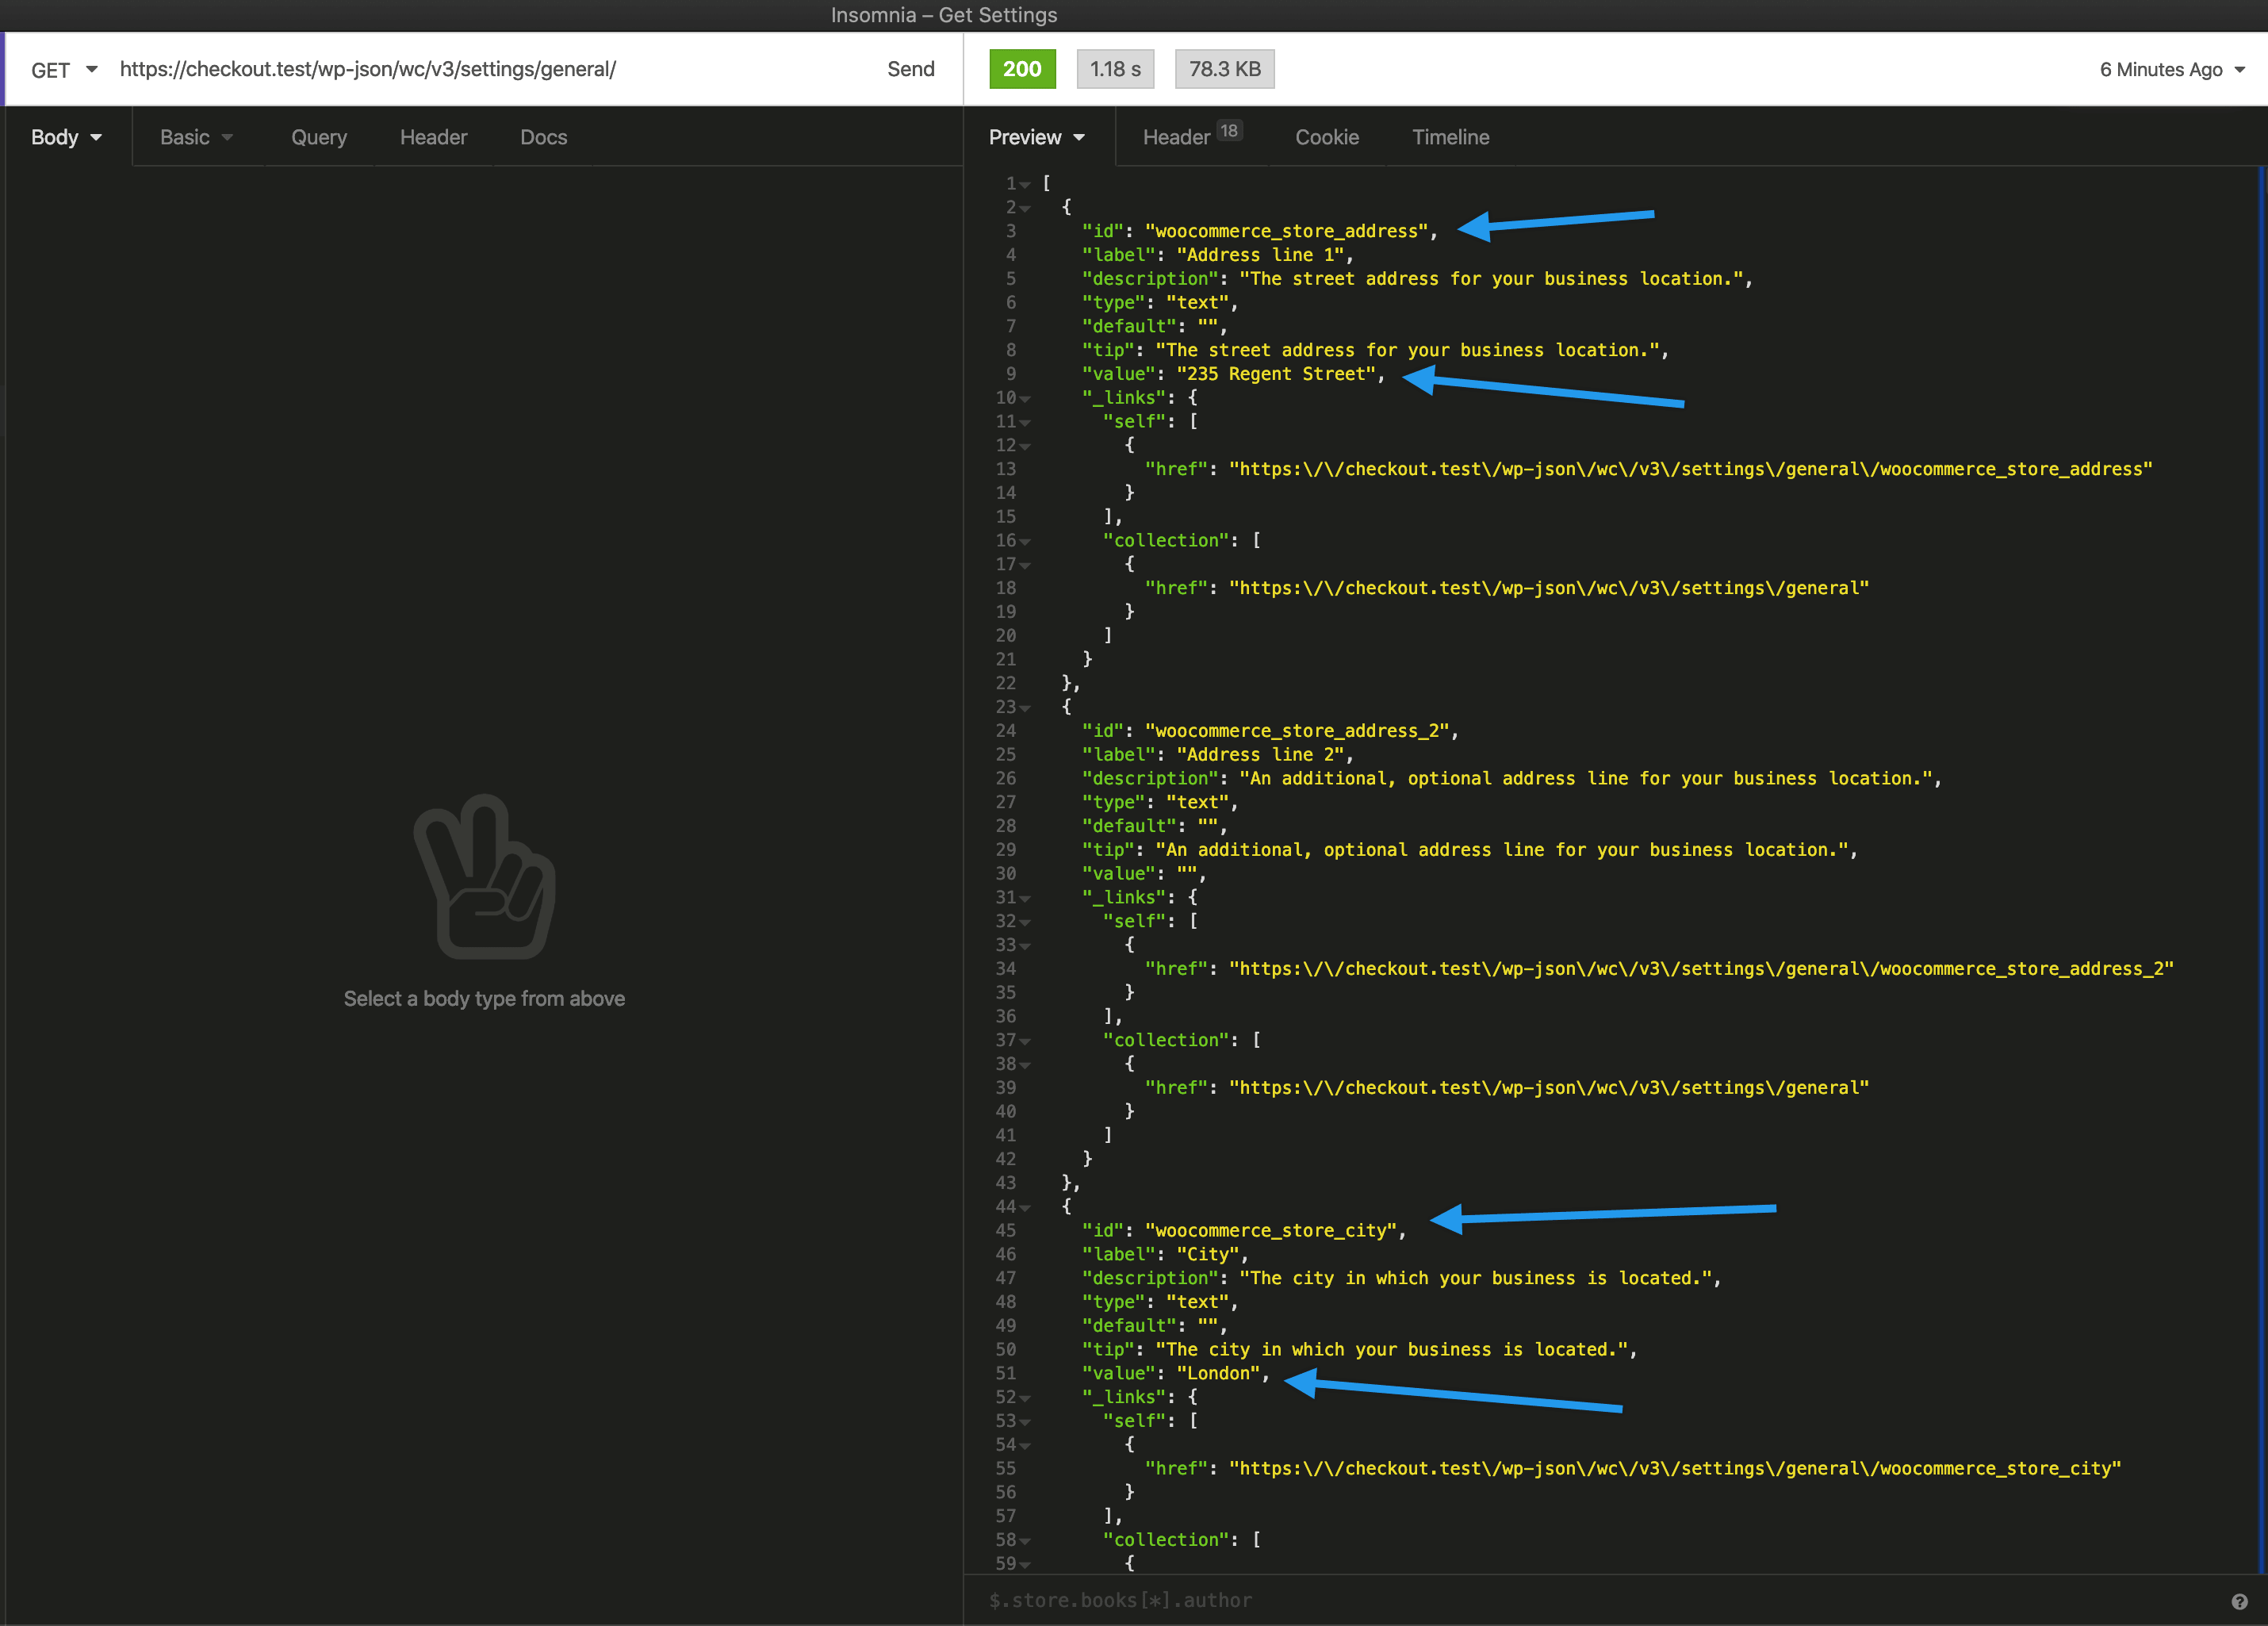 Insomnia – Get Settings
GET https://checkout.test/wp-json/wc/v3/settings/general/ Send
200 1.18 s 78.3 KB 6 Minutes Ago
Body Basic Query Header Docs
Preview Header 18 Cookie Timeline
Select a body type from above
1 [
2 {
3 "id": "woocommerce_store_address",
4 "label": "Address line 1",
5 "description": "The street address for your business location.",
6 "type": "text",
7 "default": "",
8 "tip": "The street address for your business location.",
9 "value": "235 Regent Street",
10 "_links": {
11 "self": [
12 {
13 "href": "https:\/\/checkout.test\/wp-json\/wc\/v3\/settings\/general\/woocommerce_store_address"
14 }
15 ],
16 "collection": [
17 {
18 "href": "https:\/\/checkout.test\/wp-json\/wc\/v3\/settings\/general"
19 }
20 ]
21 }
22 },
23 {
24 "id": "woocommerce_store_address_2",
25 "label": "Address line 2",
26 "description": "An additional, optional address line for your business location.",
27 "type": "text",
28 "default": "",
29 "tip": "An additional, optional address line for your business location.",
30 "value": "",
31 "_links": {
32 "self": [
33 {
34 "href": "https:\/\/checkout.test\/wp-json\/wc\/v3\/settings\/general\/woocommerce_store_address_2"
35 }
36 ],
37 "collection": [
38 {
39 "href": "https:\/\/checkout.test\/wp-json\/wc\/v3\/settings\/general"
40 }
41 ]
42 }
43 },
44 {
45 "id": "woocommerce_store_city",
46 "label": "City",
47 "description": "The city in which your business is located.",
48 "type": "text",
49 "default": "",
50 "tip": "The city in which your business is located.",
51 "value": "London",
52 "_links": {
53 "self": [
54 {
55 "href": "https:\/\/checkout.test\/wp-json\/wc\/v3\/settings\/general\/woocommerce_store_city"
56 }
57 ],
58 "collection": [
59 {
$.store.books[*].author